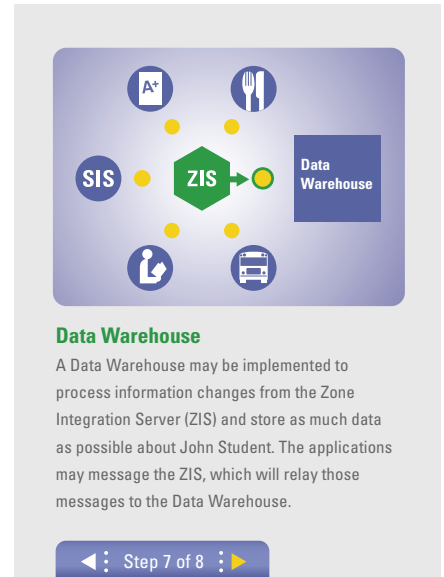 A+
SIS
ZIS
Data
Warehouse
Data Warehouse
A Data Warehouse may be implemented to
process information changes from the Zone
Integration Server (ZIS) and store as much data
as possible about John Student. The applications
may message the ZIS, which will relay those
messages to the Data Warehouse.
Step 7 of 8